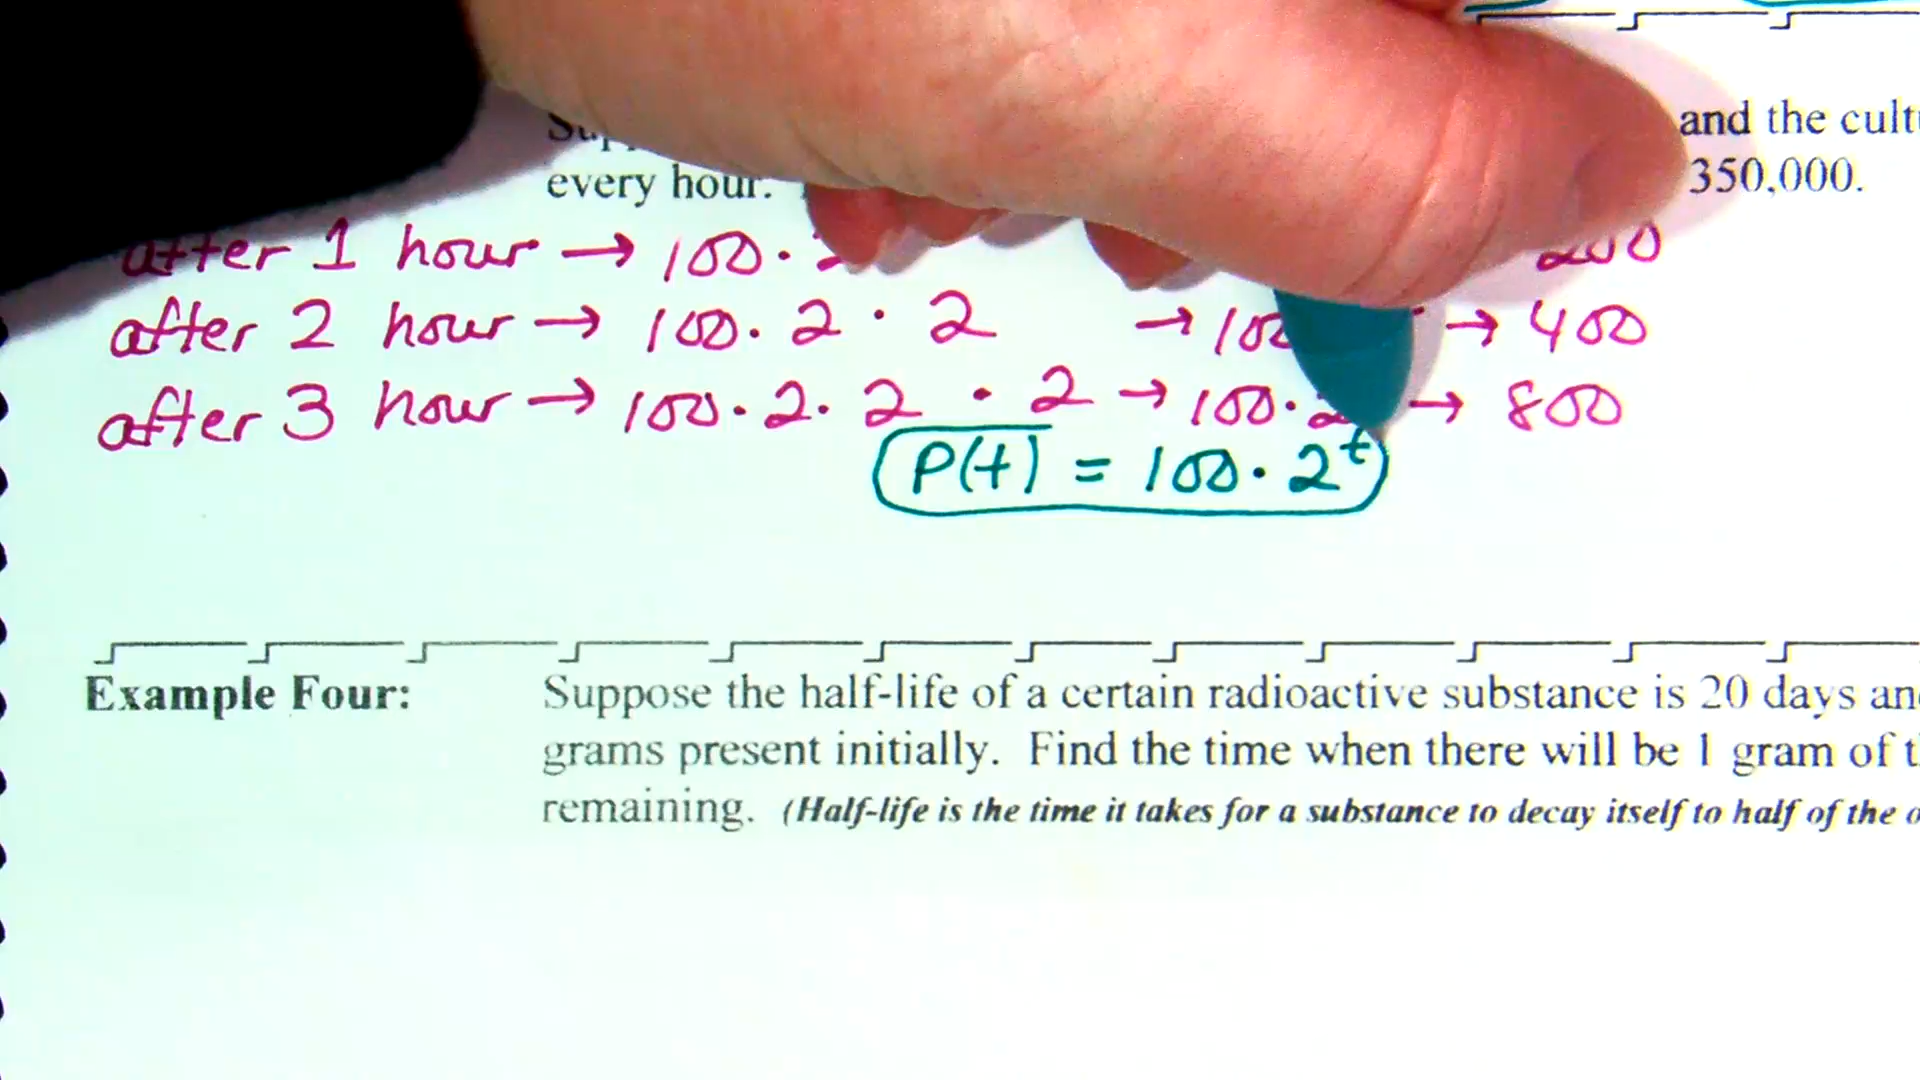 and the
every hour. 350,000.
after 1 hour → 100 · 200
after 2 hour → 100 · 2 · 2 → → 400
after 3 hour → 100 · 2 · 2 · 2 → 100 · 2 → 800
P(t) = 100 · 2^t
Example Four: Suppose the half-life of a certain radioactive substance is 20 days
grams present initially. Find the time when there will be 1 gram of
remaining. (Half-life is the time it takes for a substance to decay itself to half of the